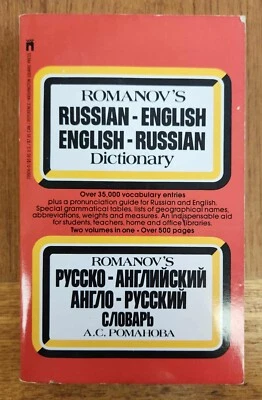 ROMANOV'S
RUSSIAN - ENGLISH
ENGLISH - RUSSIAN
Dictionary
Over 35,000 vocabulary entries
plus a pronunciation guide for Russian and English.
Special grammatical tables, lists of geographical names,
abbreviations, weights and measures. An indispensable aid
for students, teachers, home and office libraries.
Two volumes in one • Over 500 pages
ROMANOV'S
РУССКО - АНГЛИЙСКИЙ
АНГЛО - РУССКИЙ
СЛОВАРЬ
А.С. РОМАНОВА